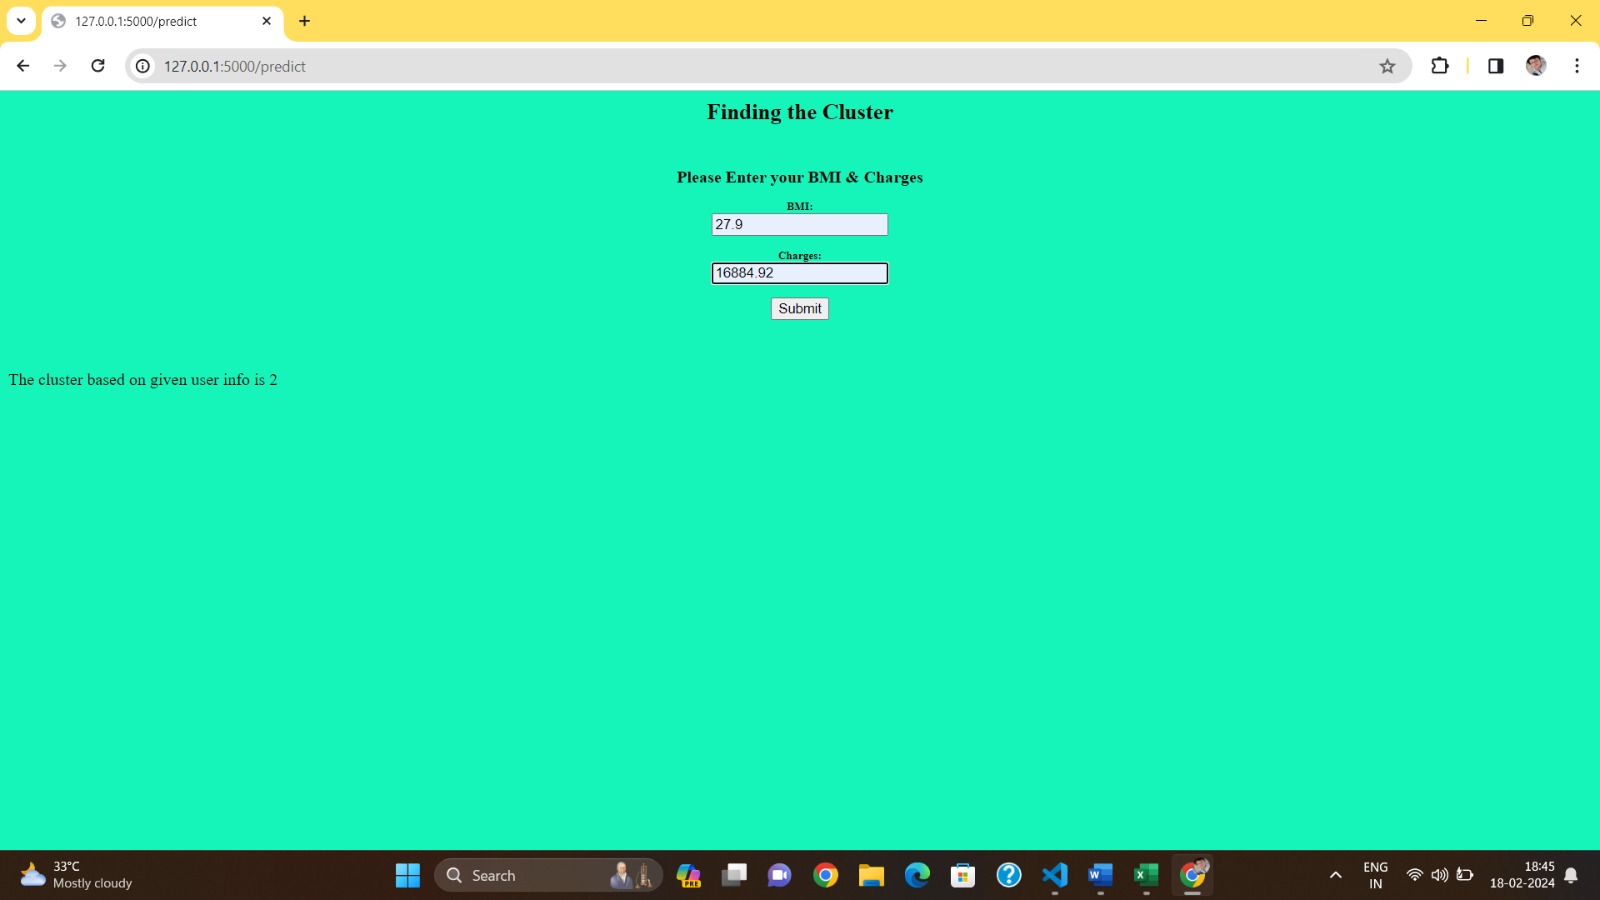 127.0.0.1:5000/predict
127.0.0.1:5000/predict
Finding the Cluster
Please Enter your BMI & Charges
BMI:
27.9
Charges:
16884.92
Submit
The cluster based on given user info is 2
33°C
Mostly cloudy
Search
PRE
ENG
IN
18:45
18-02-2024